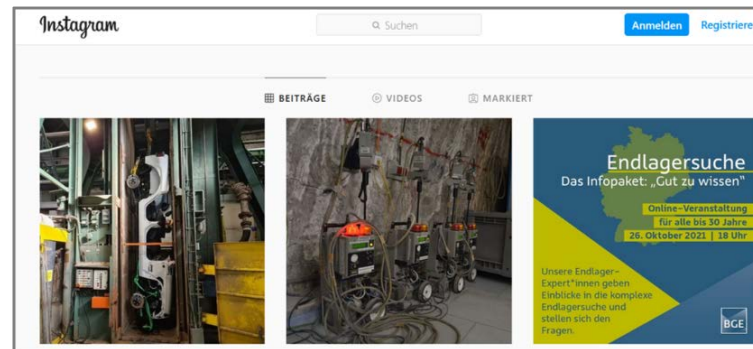 Instagram
Suchen
Anmelden
Registriere
BEITRÄGE
VIDEOS
MARKIERT
Endlagersuche
Das Infopaket: „Gut zu wissen"
Online-Veranstaltung
für alle bis 30 Jahre
26. Oktober 2021 | 18 Uhr
Unsere Endlager-
Expert*innen geben
Einblicke in die komplexe
Endlagersuche und
stellen sich den
Fragen.
BGE